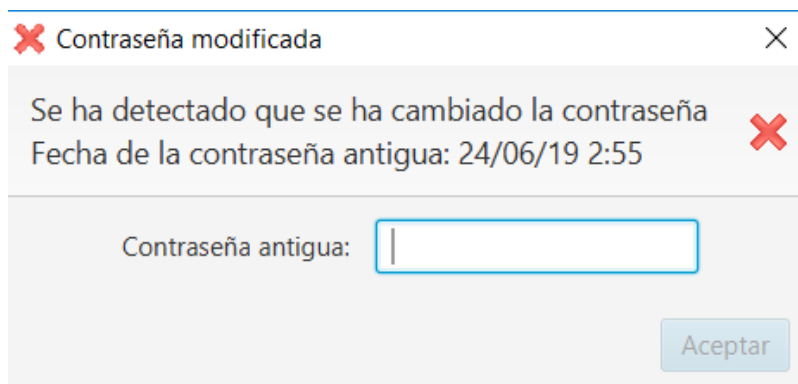 Contraseña modificada
Se ha detectado que se ha cambiado la contraseña
Fecha de la contraseña antigua: 24/06/19 2:55
Contraseña antigua:
Aceptar